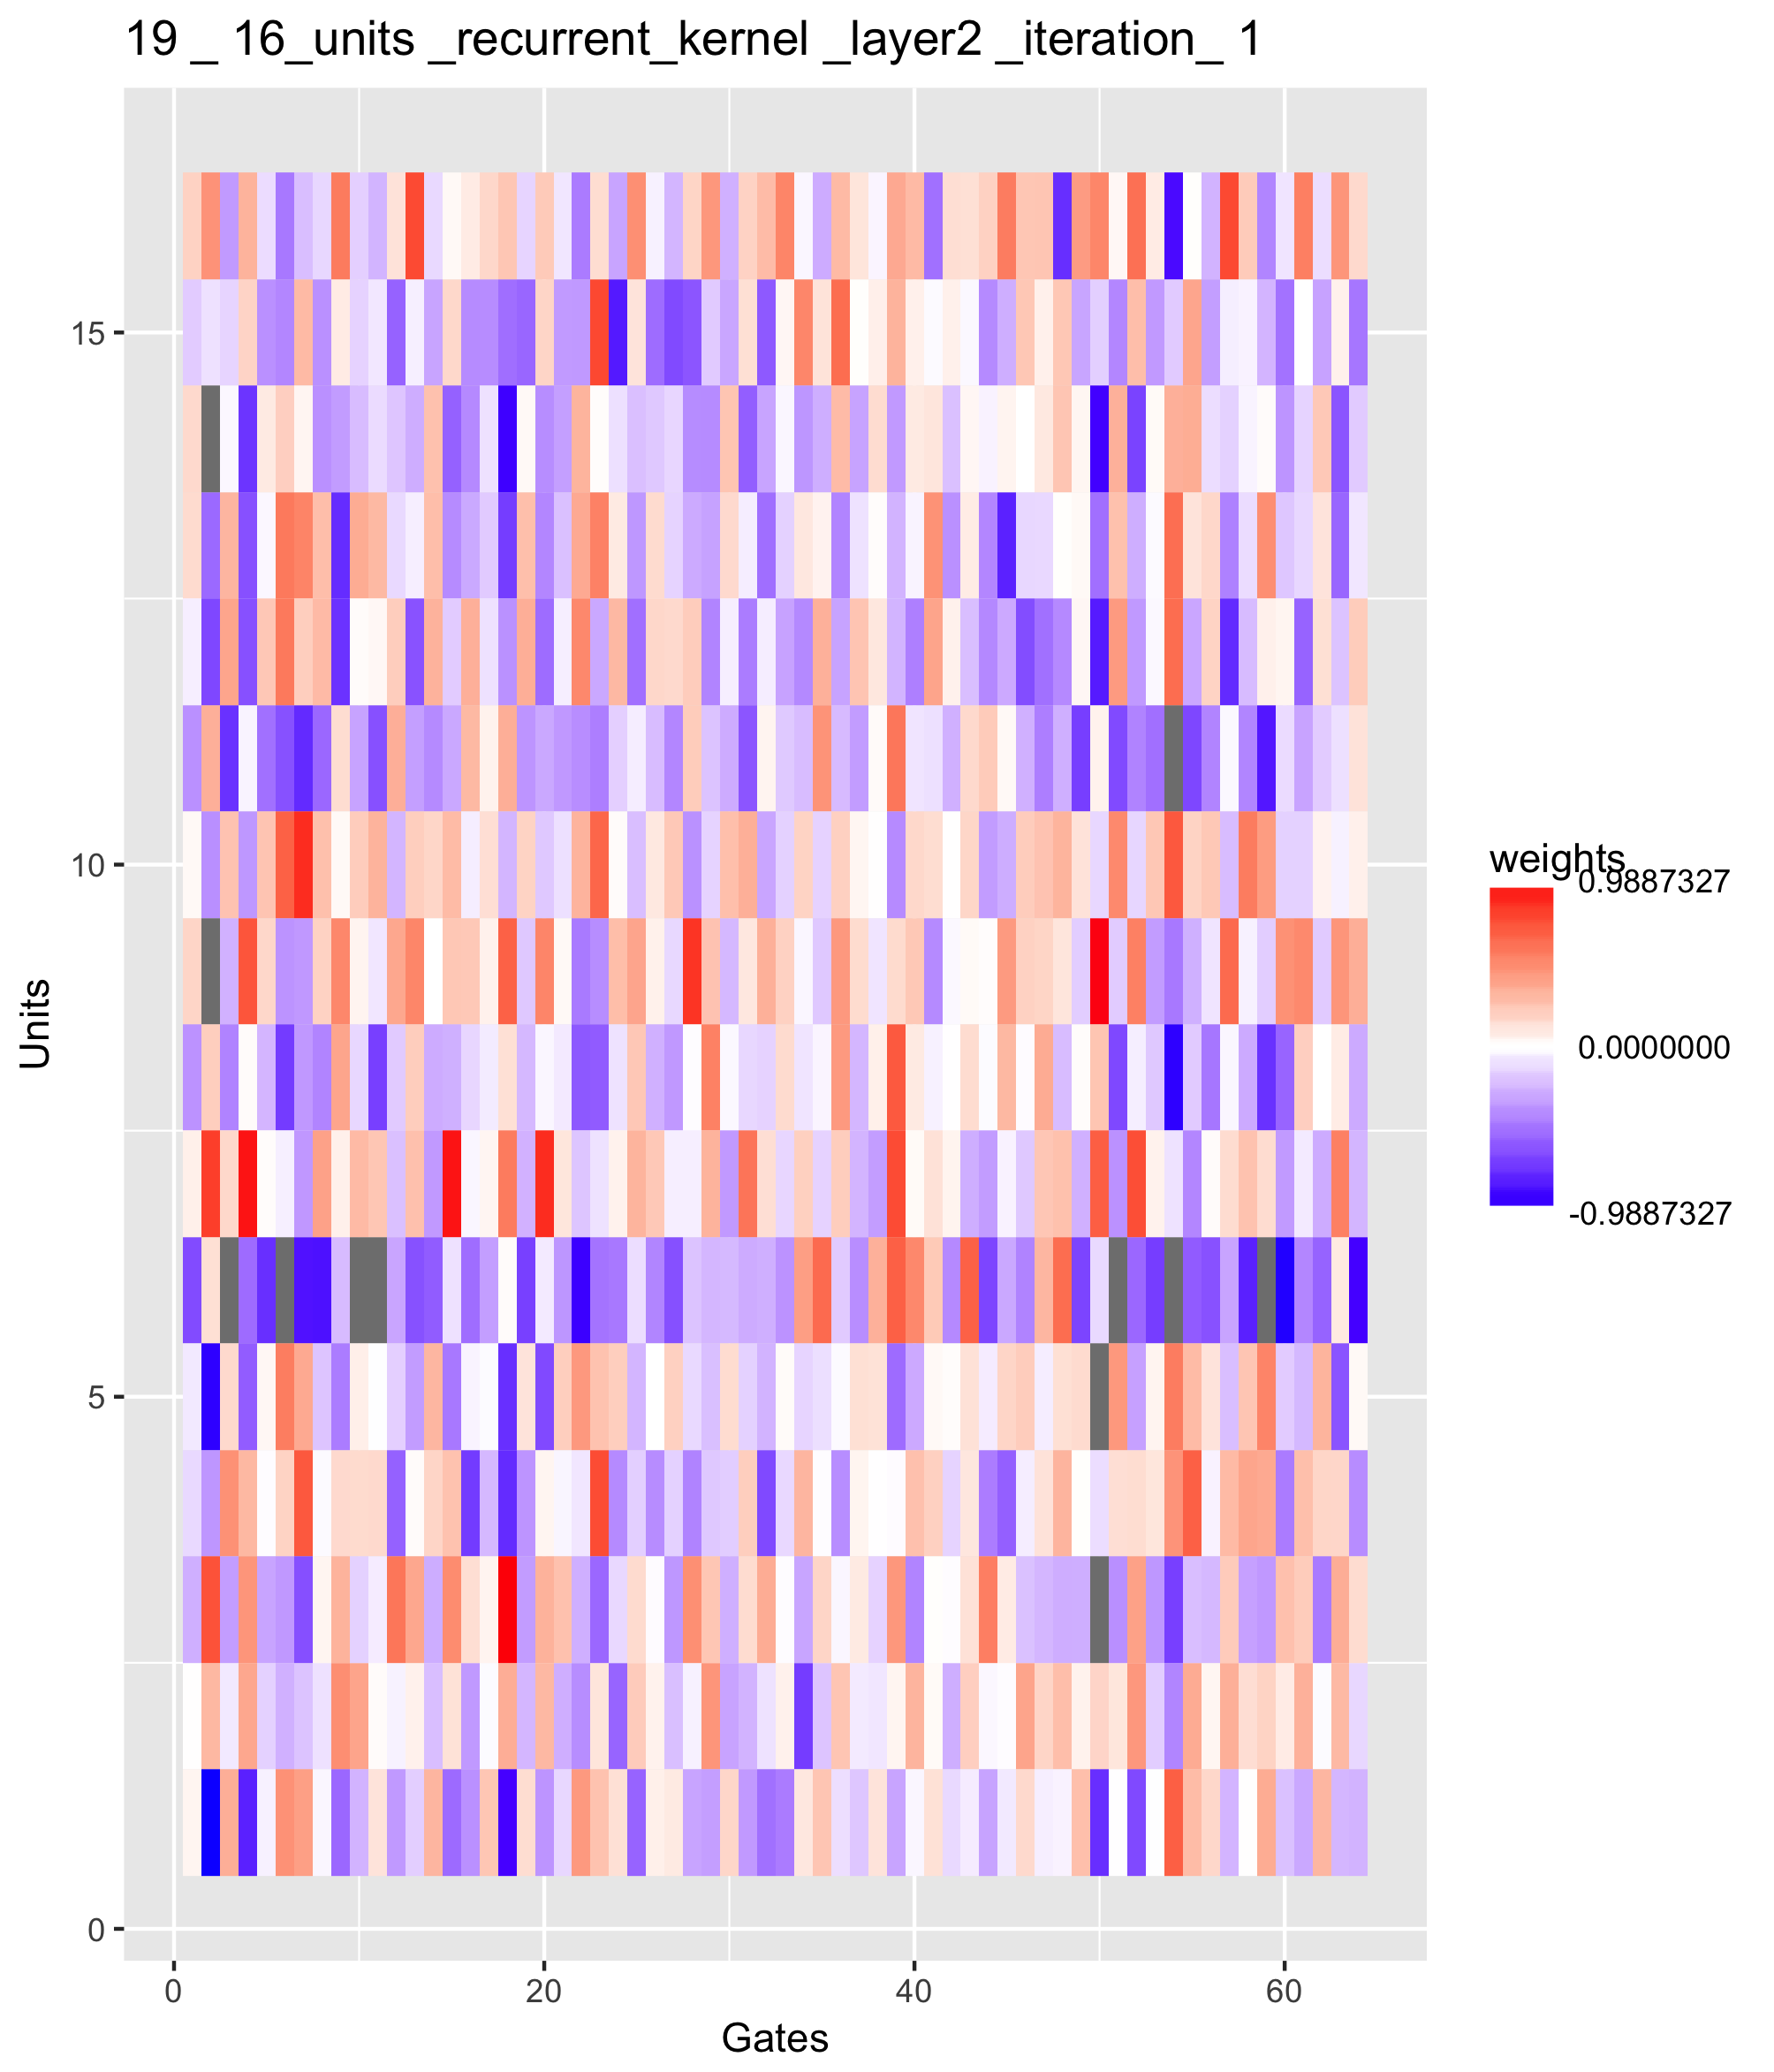 19 _ 16_units _recurrent_kernel _layer2 _iteration_ 1
15
10
5
0
Units
0 20 40 60
Gates
weights
0.9887327
0.0000000
-0.9887327